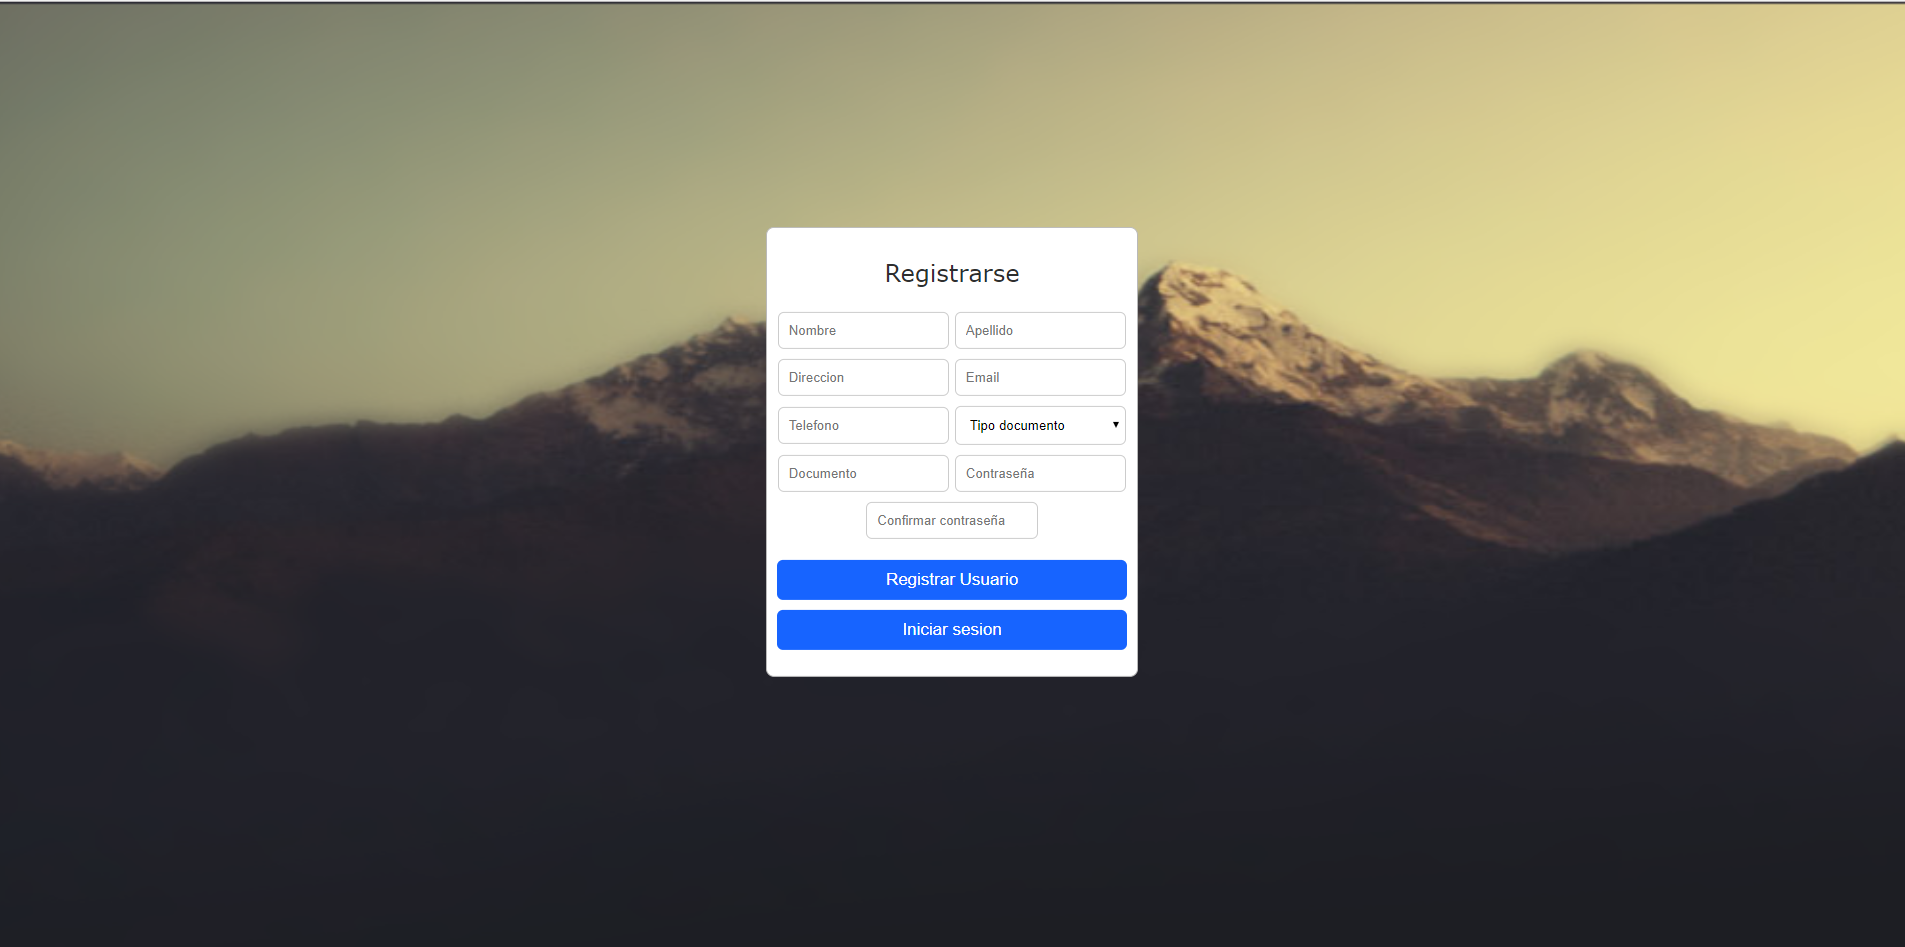 Registrarse
Nombre Apellido
Direccion Email
Telefono Tipo documento
Documento Contraseña
Confirmar contraseña
Registrar Usuario
Iniciar sesion